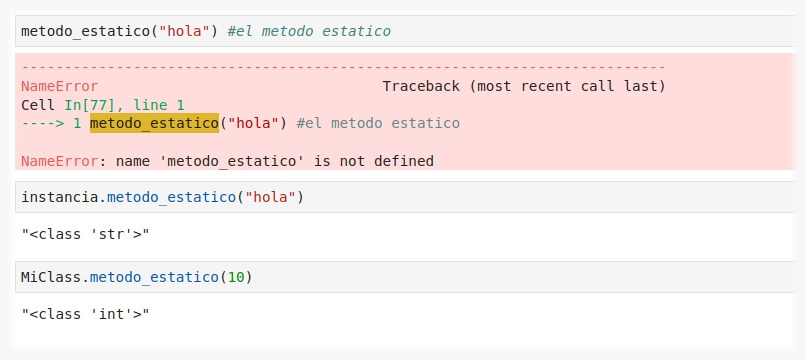 metodo_estatico("hola") #el metodo estatico
---------------------------------------------------------------------------
NameError                                 Traceback (most recent call last)
Cell In[77], line 1
----> 1 metodo_estatico("hola") #el metodo estatico
NameError: name 'metodo_estatico' is not defined
instancia.metodo_estatico("hola")
"<class 'str'>"
MiClass.metodo_estatico(10)
"<class 'int'>"